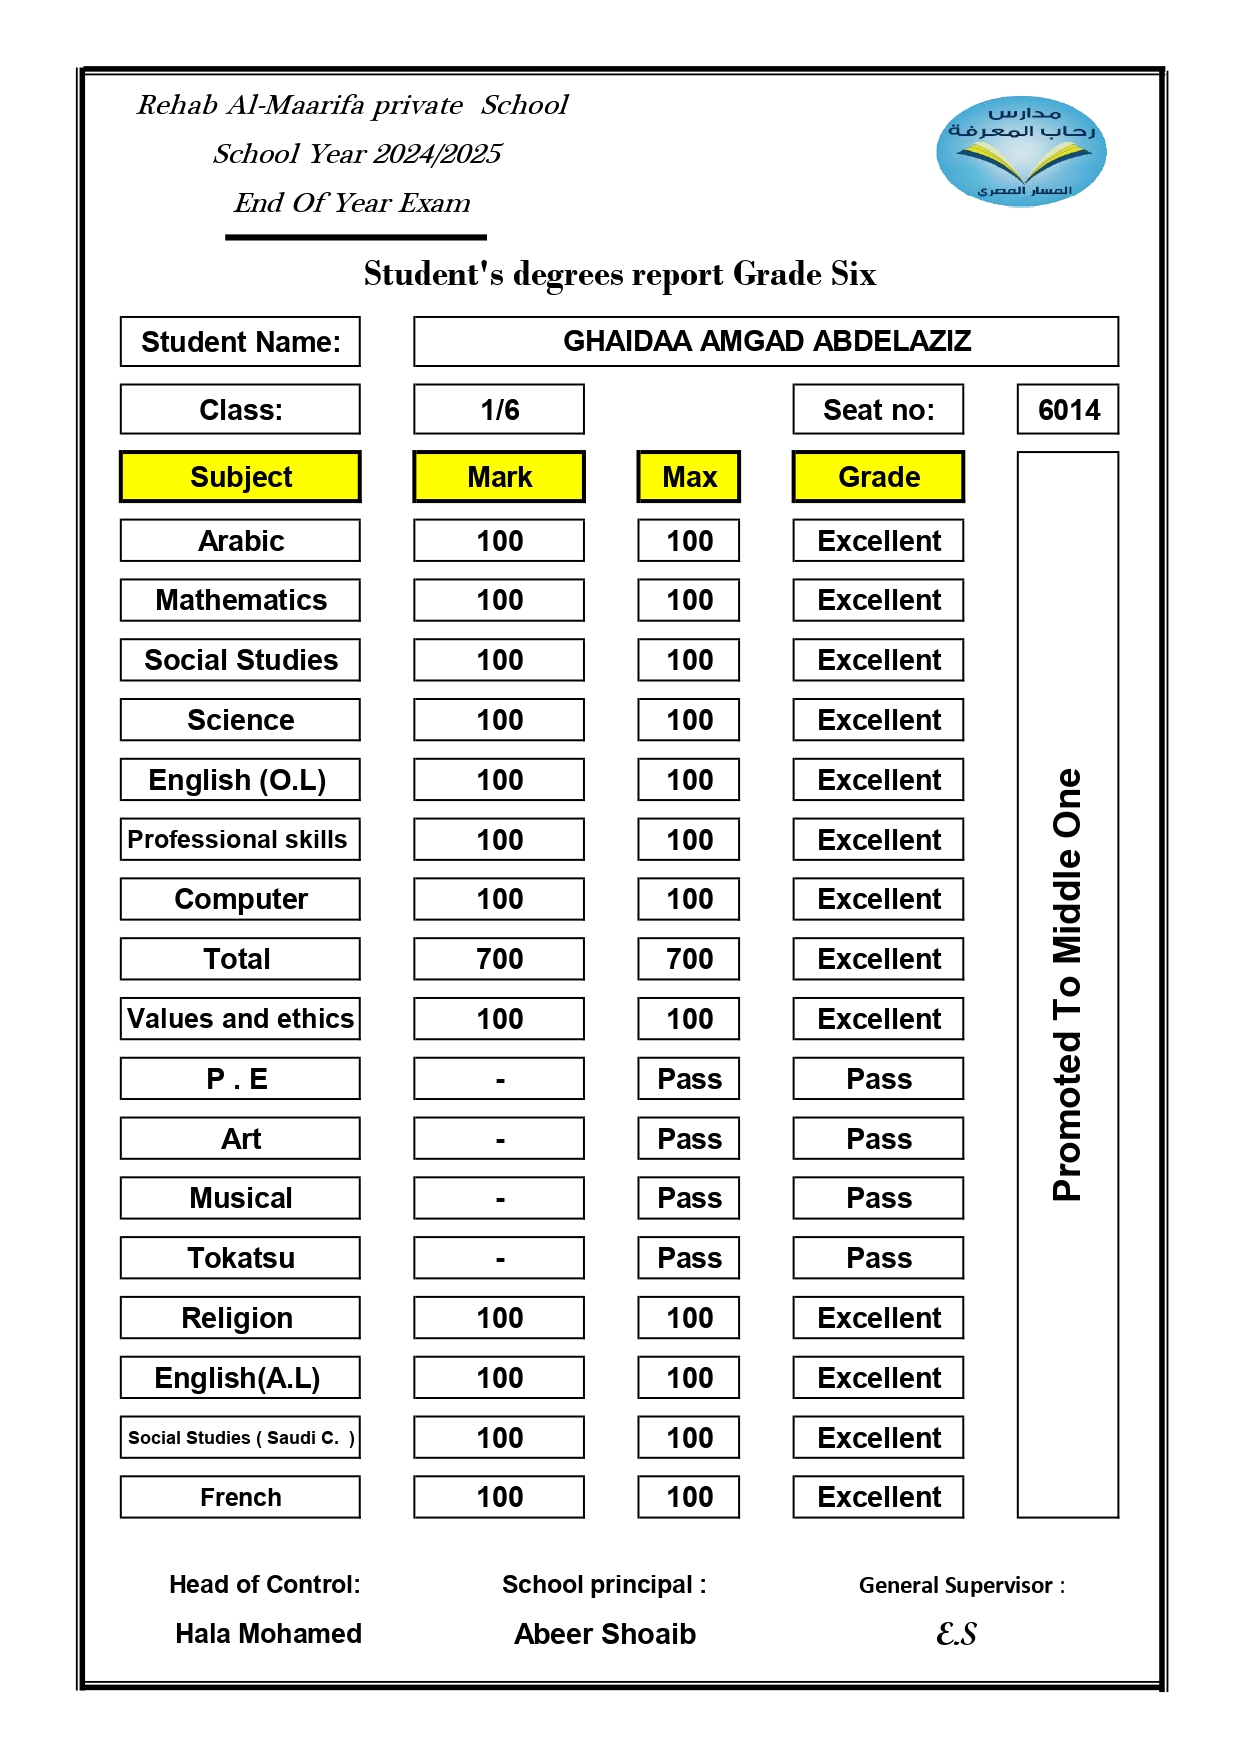 Rehab Al-Maarifa private School
School Year 2024/2025
End Of Year Exam
مدارس
رحاب المعرفة
المسار المصري
Student's degrees report Grade Six
Student Name: GHAIDAA AMGAD ABDELAZIZ
Class: 1/6 Seat no: 6014
Subject Mark Max Grade
Arabic 100 100 Excellent
Mathematics 100 100 Excellent
Social Studies 100 100 Excellent
Science 100 100 Excellent
English (O.L) 100 100 Excellent
Professional skills 100 100 Excellent
Computer 100 100 Excellent
Total 700 700 Excellent
Values and ethics 100 100 Excellent
P . E - Pass Pass
Art - Pass Pass
Musical - Pass Pass
Tokatsu - Pass Pass
Religion 100 100 Excellent
English(A.L) 100 100 Excellent
Social Studies ( Saudi C. ) 100 100 Excellent
French 100 100 Excellent
Promoted To Middle One
Head of Control: School principal : General Supervisor :
Hala Mohamed Abeer Shoaib E.S